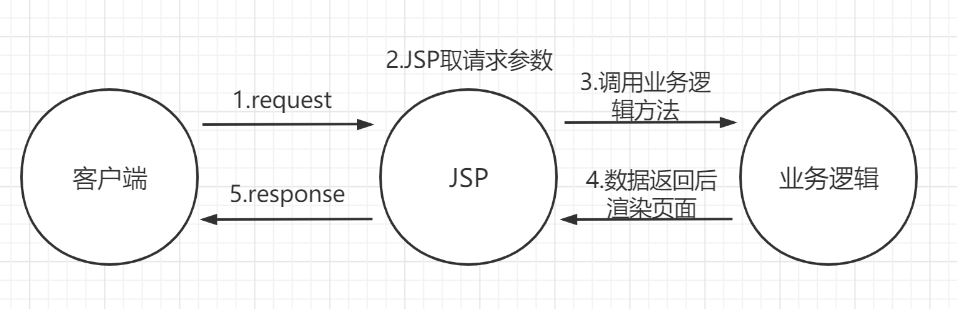 2.JSP取请求参数
1.request
3.调用业务逻
辑方法
客户端
JSP
业务逻辑
5.response
4.数据返回后
渲染页面